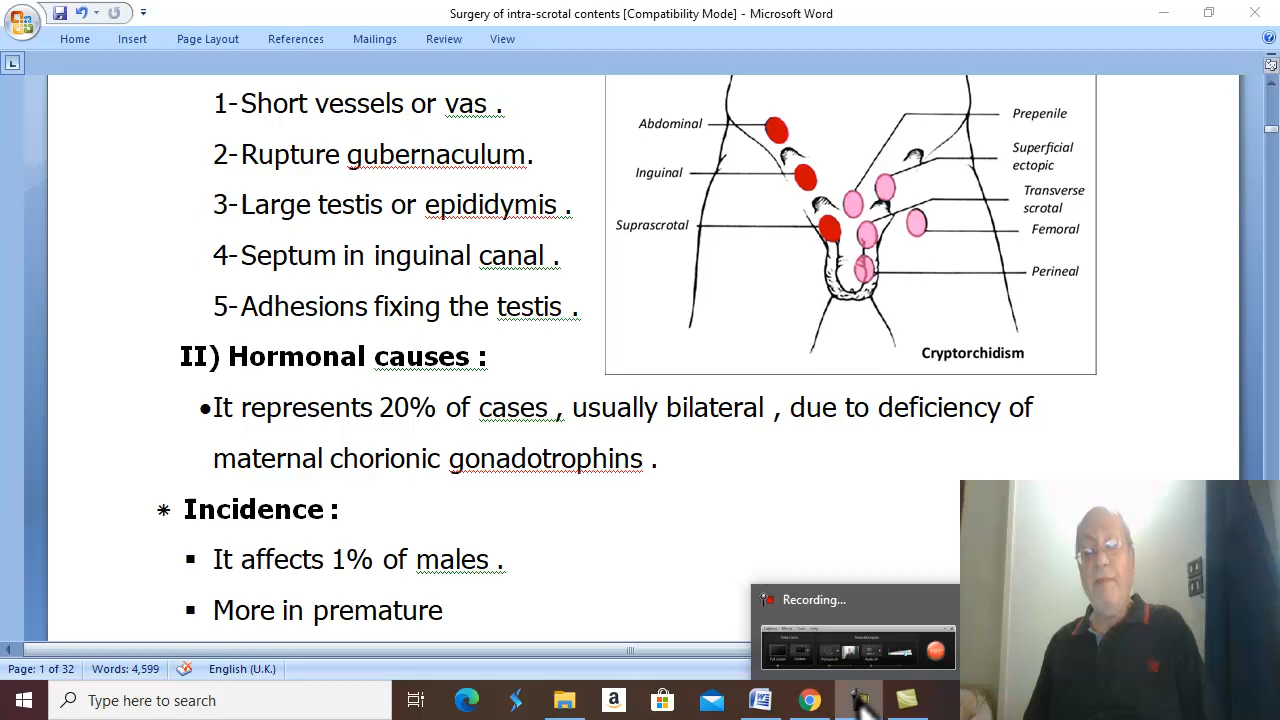 Surgery of intra-scrotal contents [Compatibility Mode] - Microsoft Word
Home Insert Page Layout References Mailings Review View
1-Short vessels or vas .
2-Rupture gubernaculum.
3-Large testis or epididymis .
4-Septum in inguinal canal .
5-Adhesions fixing the testis .
Abdominal
Inguinal
Suprascrotal
Prepenile
Superficial
ectopic
Transverse
scrotal
Femoral
Perineal
Cryptorchidism
II) Hormonal causes :
•It represents 20% of cases , usually bilateral , due to deficiency of
maternal chorionic gonadotrophins .
* Incidence :
▪ It affects 1% of males .
▪ More in premature
Recording...
Page: 1 of 32 Words: 4,599 English (U.K.)
Type here to search